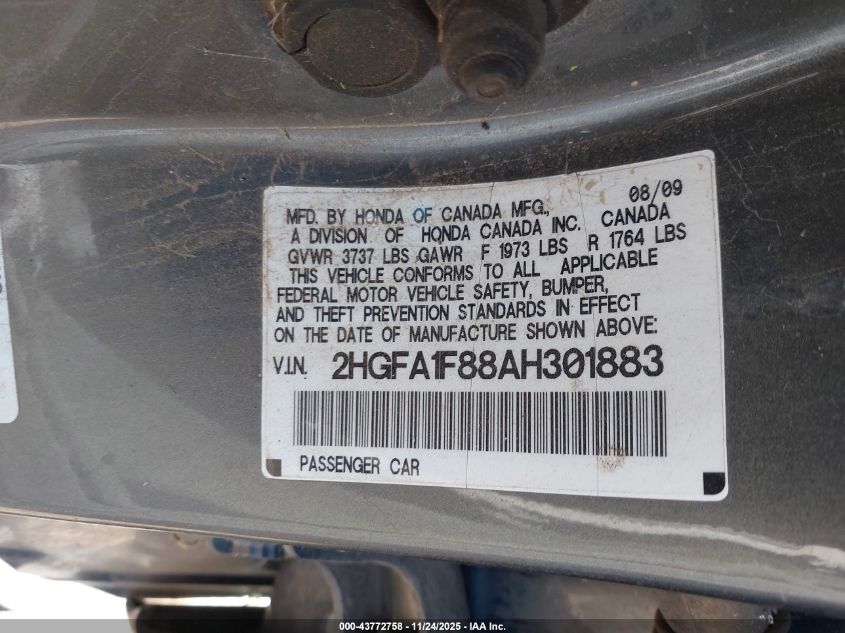 08/09
MFD. BY HONDA OF CANADA MFG.,
A DIVISION OF HONDA CANADA INC. CANADA
GVWR 3737 LBS GAWR F 1973 LBS R 1764 LBS
THIS VEHICLE CONFORMS TO ALL APPLICABLE
FEDERAL MOTOR VEHICLE SAFETY, BUMPER,
AND THEFT PREVENTION STANDARDS IN EFFECT
ON THE DATE OF MANUFACTURE SHOWN ABOVE:
V.I.N. 2HGFA1F88AH301883
PASSENGER CAR
000-43772758 - 11/24/2025 - IAA, Inc.